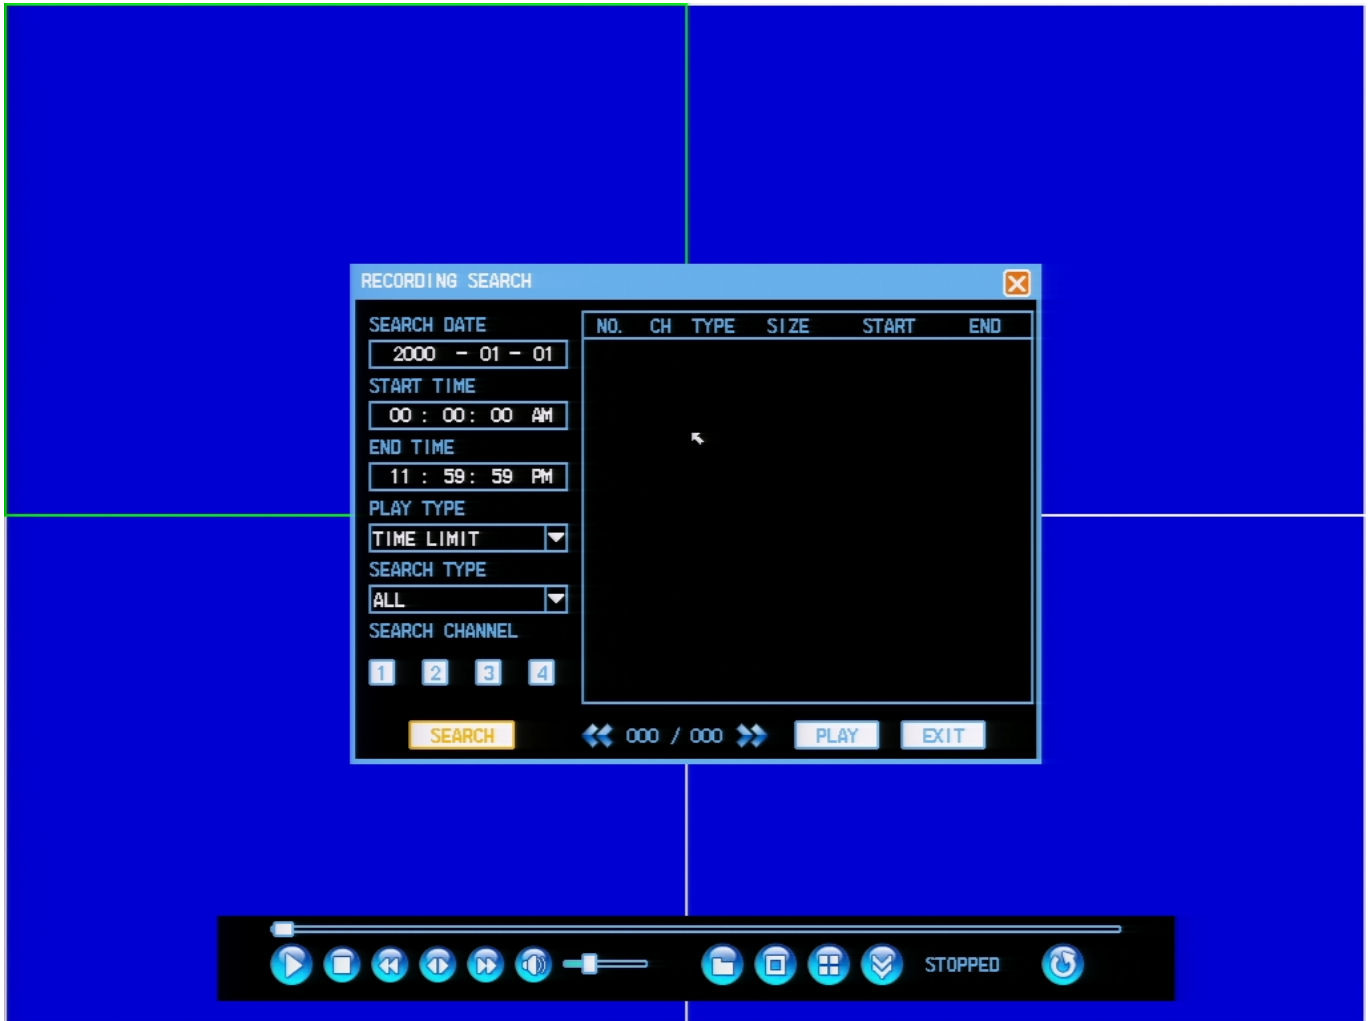 RECORDING SEARCH
SEARCH DATE
2000 - 01 - 01
START TIME
00 : 00 : 00 AM
END TIME
11 : 59 : 59 PM
PLAY TYPE
TIME LIMIT
SEARCH TYPE
ALL
SEARCH CHANNEL
1 2 3 4
SEARCH
NO. CH TYPE SIZE START END
000 / 000 PLAY EXIT
STOPPED